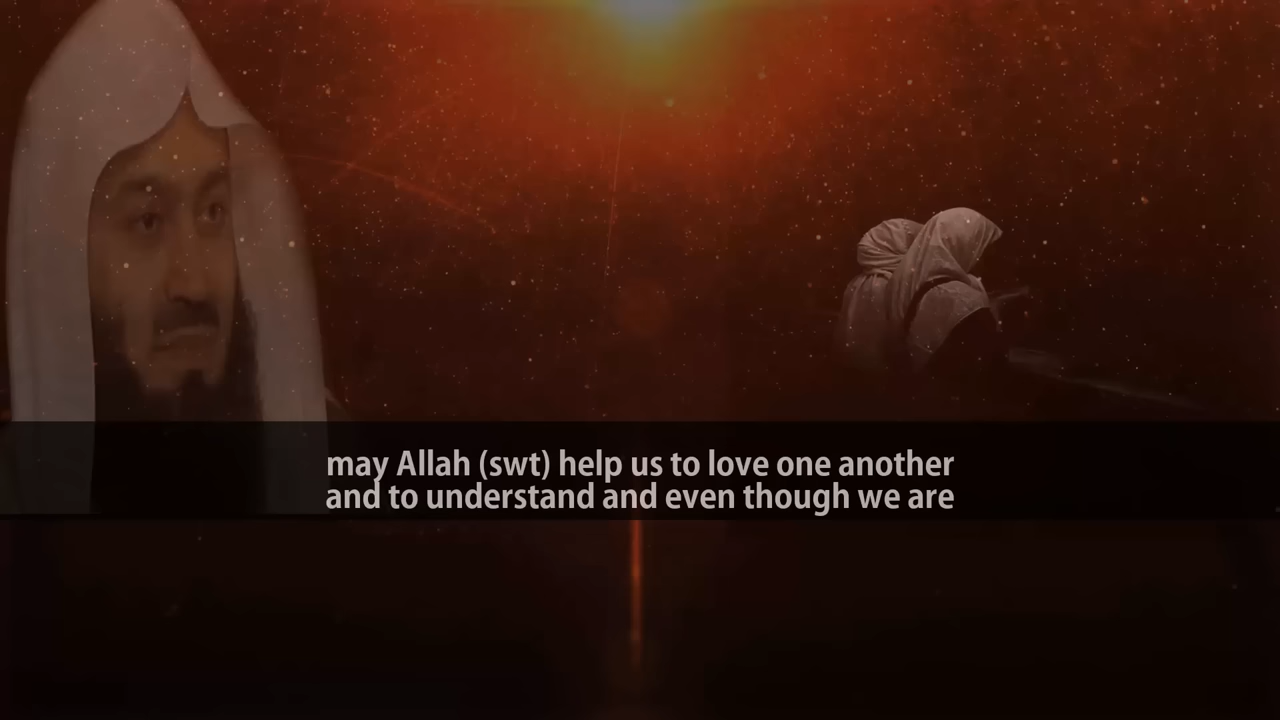 may Allah (swt) help us to love one another
and to understand and even though we are